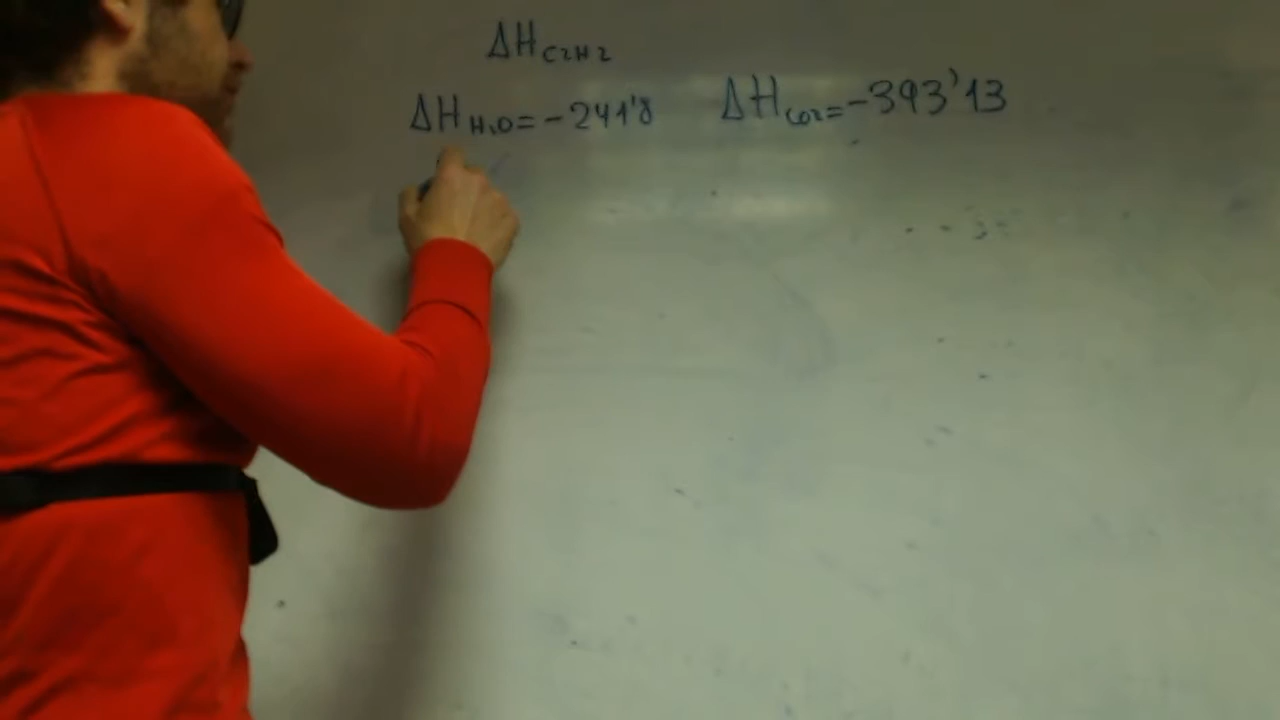 ΔH C2H2
ΔH H2O = -241'8 ΔH CO2 = -393'13